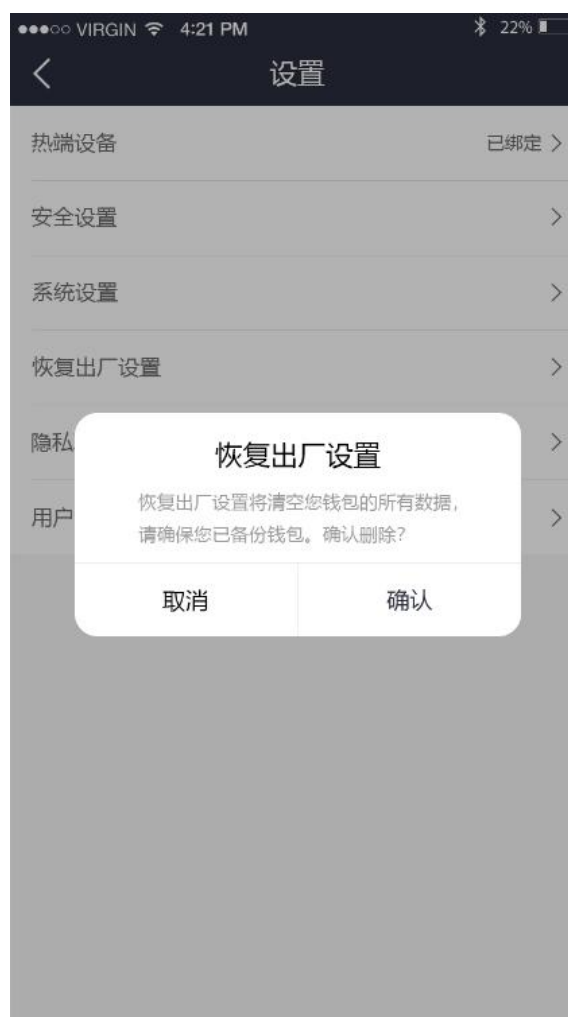 VIRGIN 4:21 PM 22%
设置
热端设备 已绑定
安全设置
系统设置
恢复出厂设置
隐私
用户
恢复出厂设置
恢复出厂设置将清空您钱包的所有数据，
请确保您已备份钱包。确认删除?
取消 确认